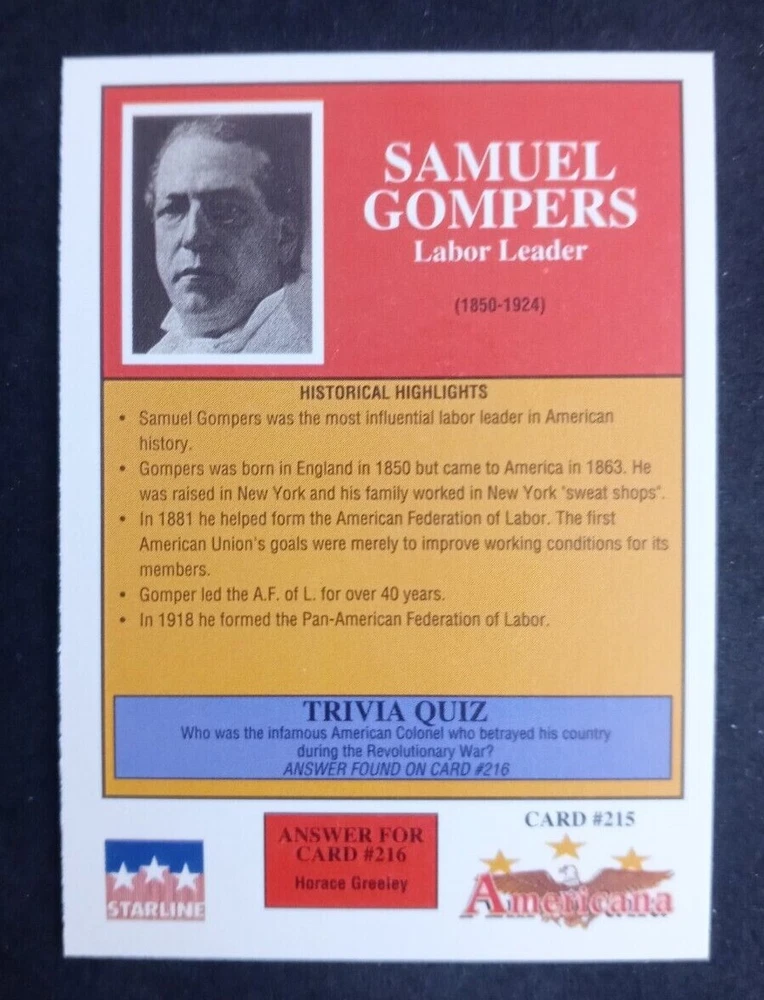 SAMUEL
GOMPERS
Labor Leader
(1850-1924)
HISTORICAL HIGHLIGHTS
• Samuel Gompers was the most influential labor leader in American
history.
• Gompers was born in England in 1850 but came to America in 1863. He
was raised in New York and his family worked in New York "sweat shops".
• In 1881 he helped form the American Federation of Labor. The first
American Union's goals were merely to improve working conditions for its
members.
• Gomper led the A.F. of L. for over 40 years.
• In 1918 he formed the Pan-American Federation of Labor.
TRIVIA QUIZ
Who was the infamous American Colonel who betrayed his country
during the Revolutionary War?
ANSWER FOUND ON CARD #216
STARLINE
ANSWER FOR
CARD #216
Horace Greeley
CARD #215
Americana